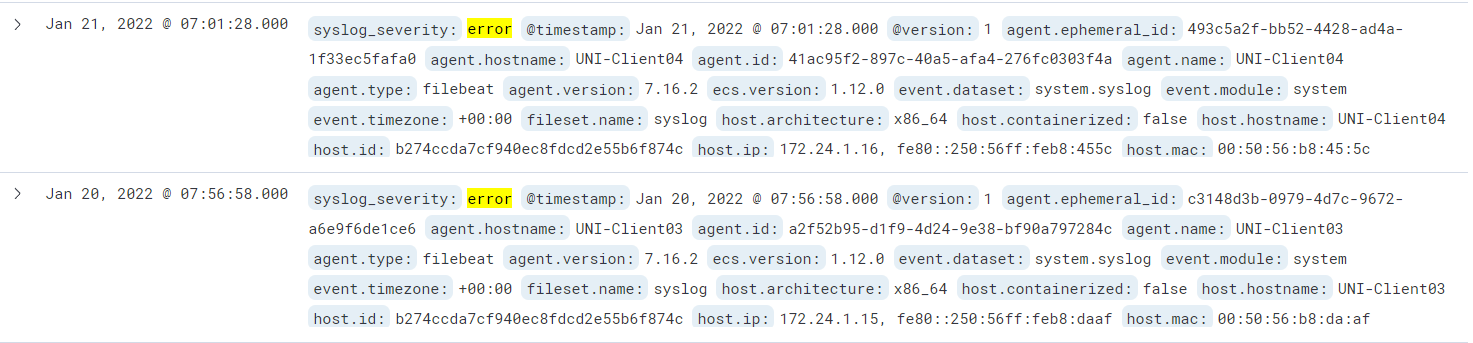 Jan 21, 2022 @ 07:01:28.000 syslog_severity: error @timestamp: Jan 21, 2022 @ 07:01:28.000 @version: 1 agent.ephemeral_id: 493c5a2f-bb52-4428-ad4a-
1f33ec5fafa0 agent.hostname: UNI-Client04 agent.id: 41ac95f2-897c-40a5-afa4-276fc0303f4a agent.name: UNI-Client04
agent.type: filebeat agent.version: 7.16.2 ecs.version: 1.12.0 event.dataset: system.syslog event.module: system
event.timezone: +00:00 fileset.name: syslog host.architecture: x86_64 host.containerized: false host.hostname: UNI-Client04
host.id: b274ccda7cf940ec8fdcd2e55b6f874c host.ip: 172.24.1.16, fe80::250:56ff:feb8:455c host.mac: 00:50:56:b8:45:5c
Jan 20, 2022 @ 07:56:58.000 syslog_severity: error @timestamp: Jan 20, 2022 @ 07:56:58.000 @version: 1 agent.ephemeral_id: c3148d3b-0979-4d7c-9672-
a6e9f6de1ce6 agent.hostname: UNI-Client03 agent.id: a2f52b95-d1f9-4d24-9e38-bf90a797284c agent.name: UNI-Client03
agent.type: filebeat agent.version: 7.16.2 ecs.version: 1.12.0 event.dataset: system.syslog event.module: system
event.timezone: +00:00 fileset.name: syslog host.architecture: x86_64 host.containerized: false host.hostname: UNI-Client03
host.id: b274ccda7cf940ec8fdcd2e55b6f874c host.ip: 172.24.1.15, fe80::250:56ff:feb8:daaf host.mac: 00:50:56:b8:da:af